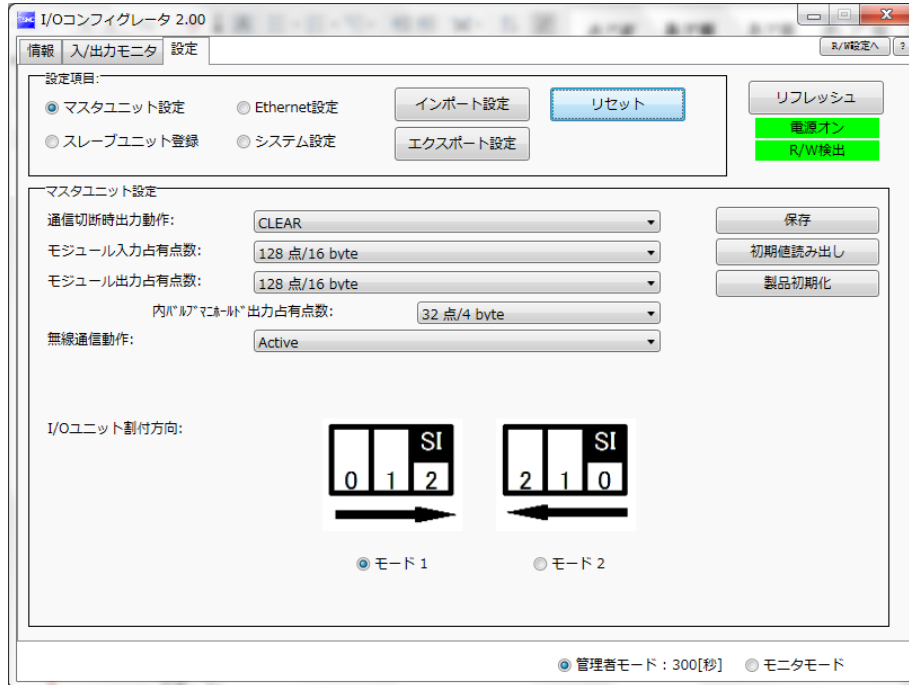 I/Oコンフィグレータ 2.00
情報 入/出力モニタ 設定 R/W設定へ ?
設定項目:
マスタユニット設定 Ethernet設定 インポート設定 リセット リフレッシュ
電源オン
スレーブユニット登録 システム設定 エクスポート設定 R/W検出
マスタユニット設定
通信切断時出力動作: CLEAR 保存
モジュール入力占有点数: 128 点/16 byte 初期値読み出し
モジュール出力占有点数: 128 点/16 byte 製品初期化
内ﾊﾞﾙﾌﾞﾏﾆﾎｰﾙﾄﾞ出力占有点数: 32 点/4 byte
無線通信動作: Active
I/Oユニット割付方向:
SI SI
0 1 2 2 1 0
モード 1 モード 2
管理者モード : 300[秒] モニタモード